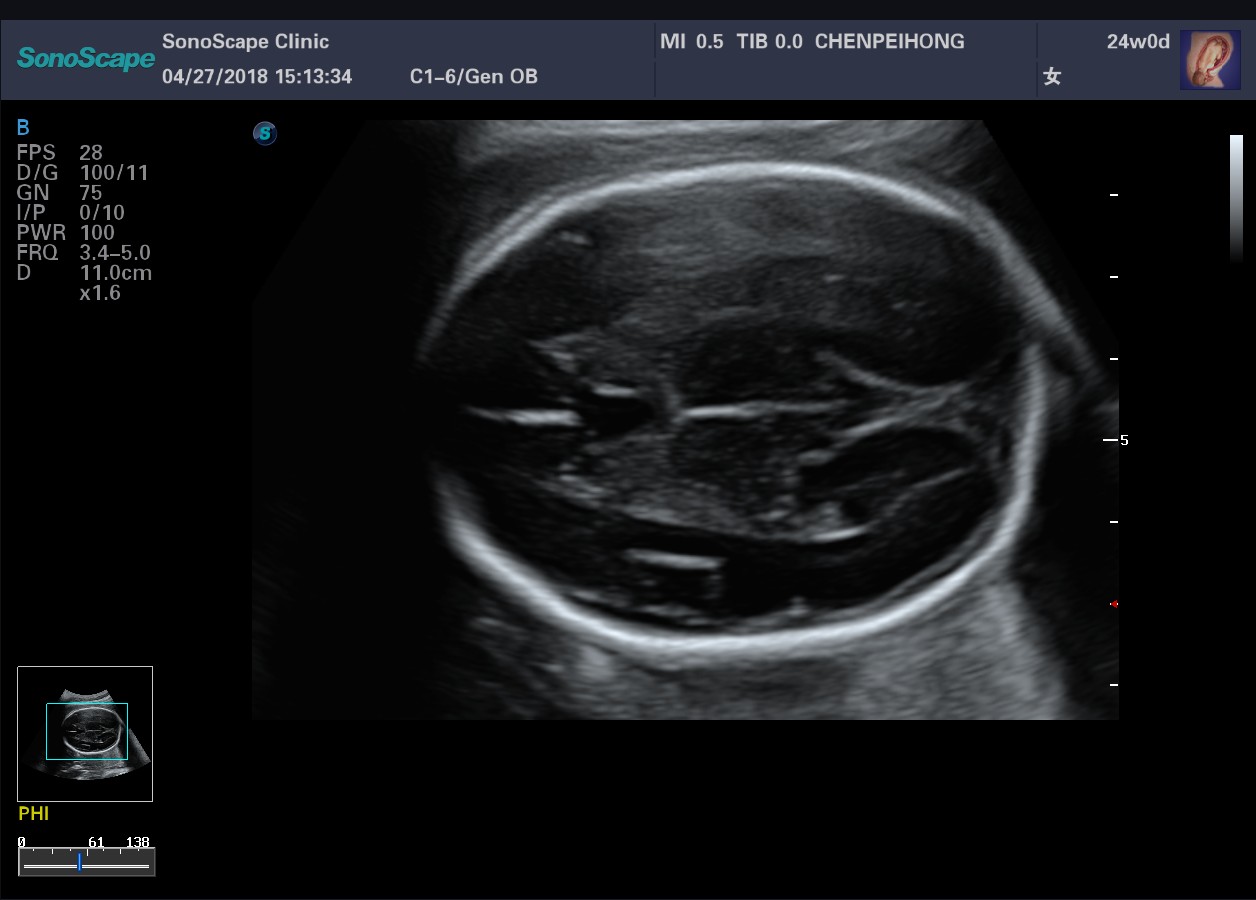 SonoScape
SonoScape Clinic
MI 0.5 TIB 0.0 CHENPEIHONG
24w0d
04/27/2018 15:13:34
C1-6/Gen OB
女
B
S
FPS 28
D/G 100/11
GN 75
I/P 0/10
PWR 100
FRQ 3.4-5.0
D 11.0cm
x1.6
5
PHI
0 61 138